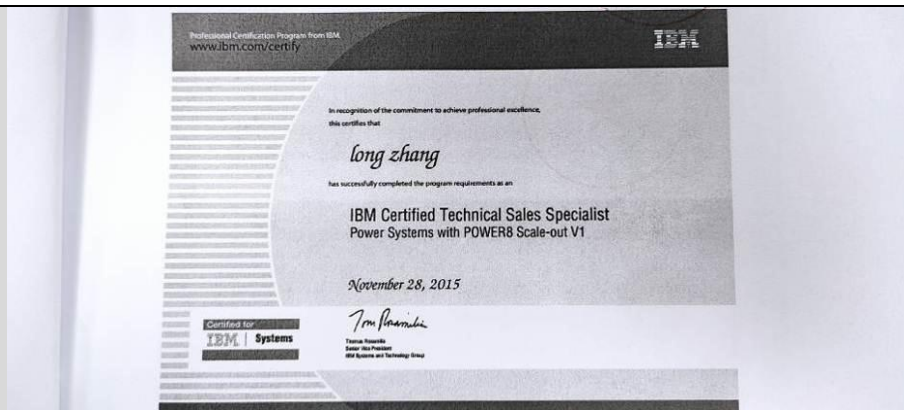 Professional Certification Program from IBM.
www.ibm.com/certify
IBM
In recognition of the commitment to achieve professional excellence,
this certifies that
long zhang
has successfully completed the program requirements as an
IBM Certified Technical Sales Specialist
Power Systems with POWER8 Scale-out V1
November 28, 2015
Tom Rosamilia
Thomas Rosamilia
Senior Vice President
IBM Systems and Technology Group
Certified for
IBM | Systems